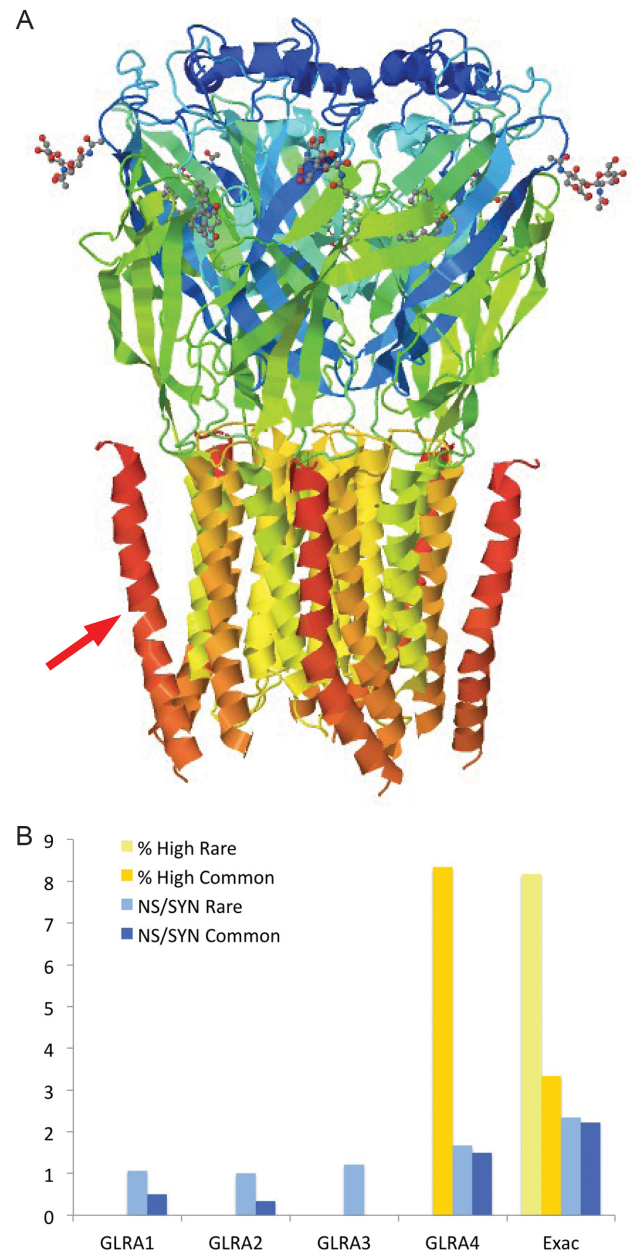 A
B
% High Rare
% High Common
NS/SYN Rare
NS/SYN Common
9
8
7
6
5
4
3
2
1
0
GLRA1 GLRA2 GLRA3 GLRA4 Exac